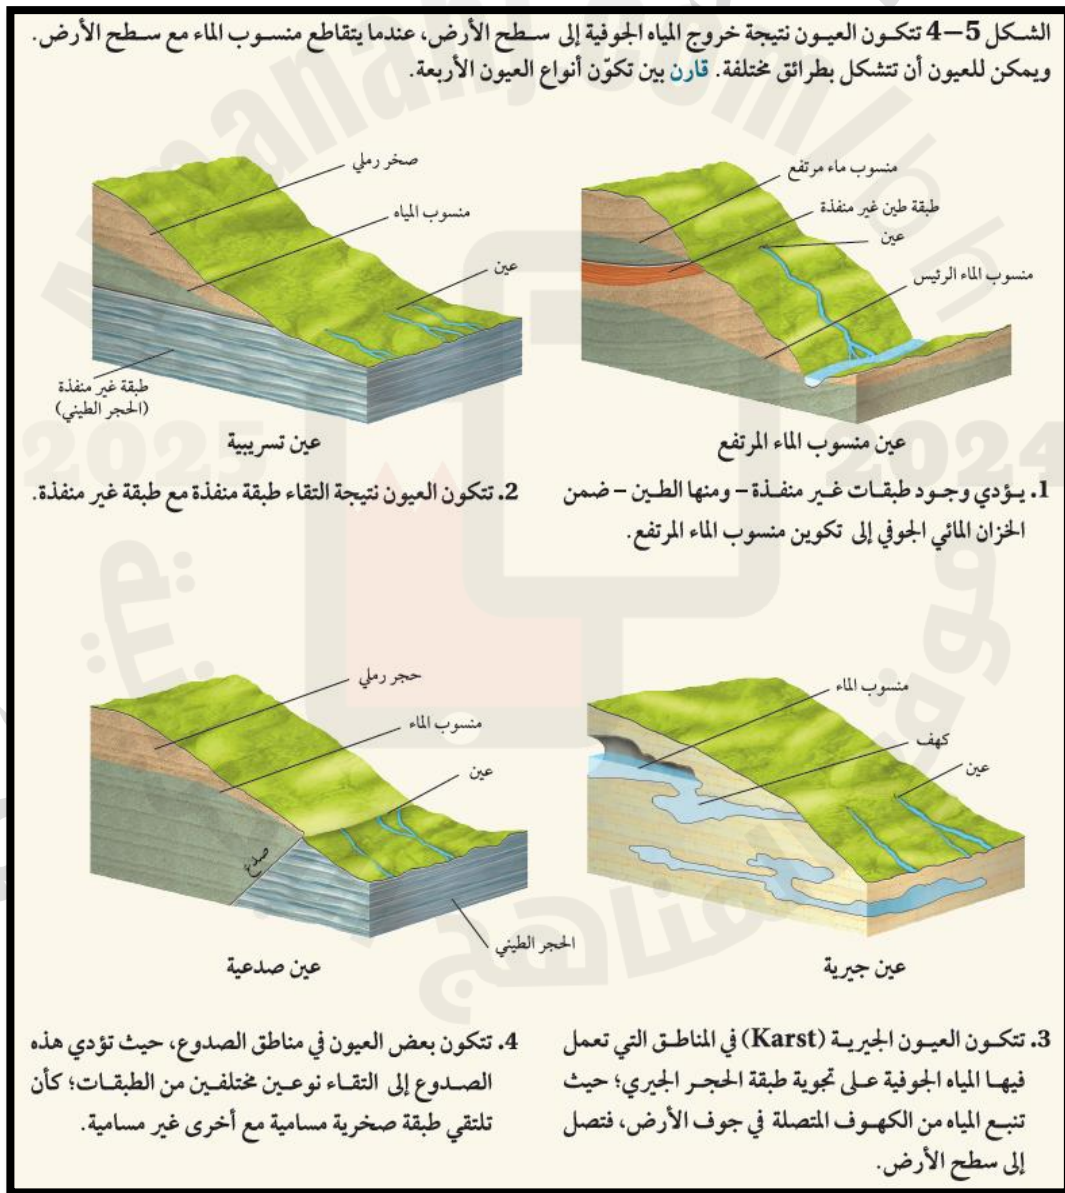 الشكل 5–4 تتكون العيون نتيجة خروج المياه الجوفية إلى سطح الأرض، عندما يتقاطع منسوب الماء مع سطح الأرض.
ويمكن للعيون أن تتشكل بطرائق مختلفة. قارن بين تكوّن أنواع العيون الأربعة.
منسوب ماء مرتفع
طبقة طين غير منفذة
عين
منسوب الماء الرئيس
عين منسوب الماء المرتفع
1. يؤدي وجود طبقات غير منفذة – ومنها الطين – ضمن
الخزان المائي الجوفي إلى تكوين منسوب الماء المرتفع.
صخر رملي
منسوب المياه
عين
طبقة غير منفذة
(الحجر الطيني)
عين تسريبية
2. تتكون العيون نتيجة التقاء طبقة منفذة مع طبقة غير منفذة.
منسوب الماء
كهف
عين
عين جيرية
3. تتكون العيون الجيرية (Karst) في المناطق التي تعمل
فيها المياه الجوفية على تجوية طبقة الحجر الجيري؛ حيث
تنبع المياه من الكهوف المتصلة في جوف الأرض، فتصل
إلى سطح الأرض.
حجر رملي
منسوب الماء
عين
صدع
الحجر الطيني
عين صدعية
4. تتكون بعض العيون في مناطق الصدوع، حيث تؤدي هذه
الصدوع إلى التقاء نوعين مختلفين من الطبقات؛ كأن
تلتقي طبقة صخرية مسامية مع أخرى غير مسامية.
manahj.com/bh
2025
2024